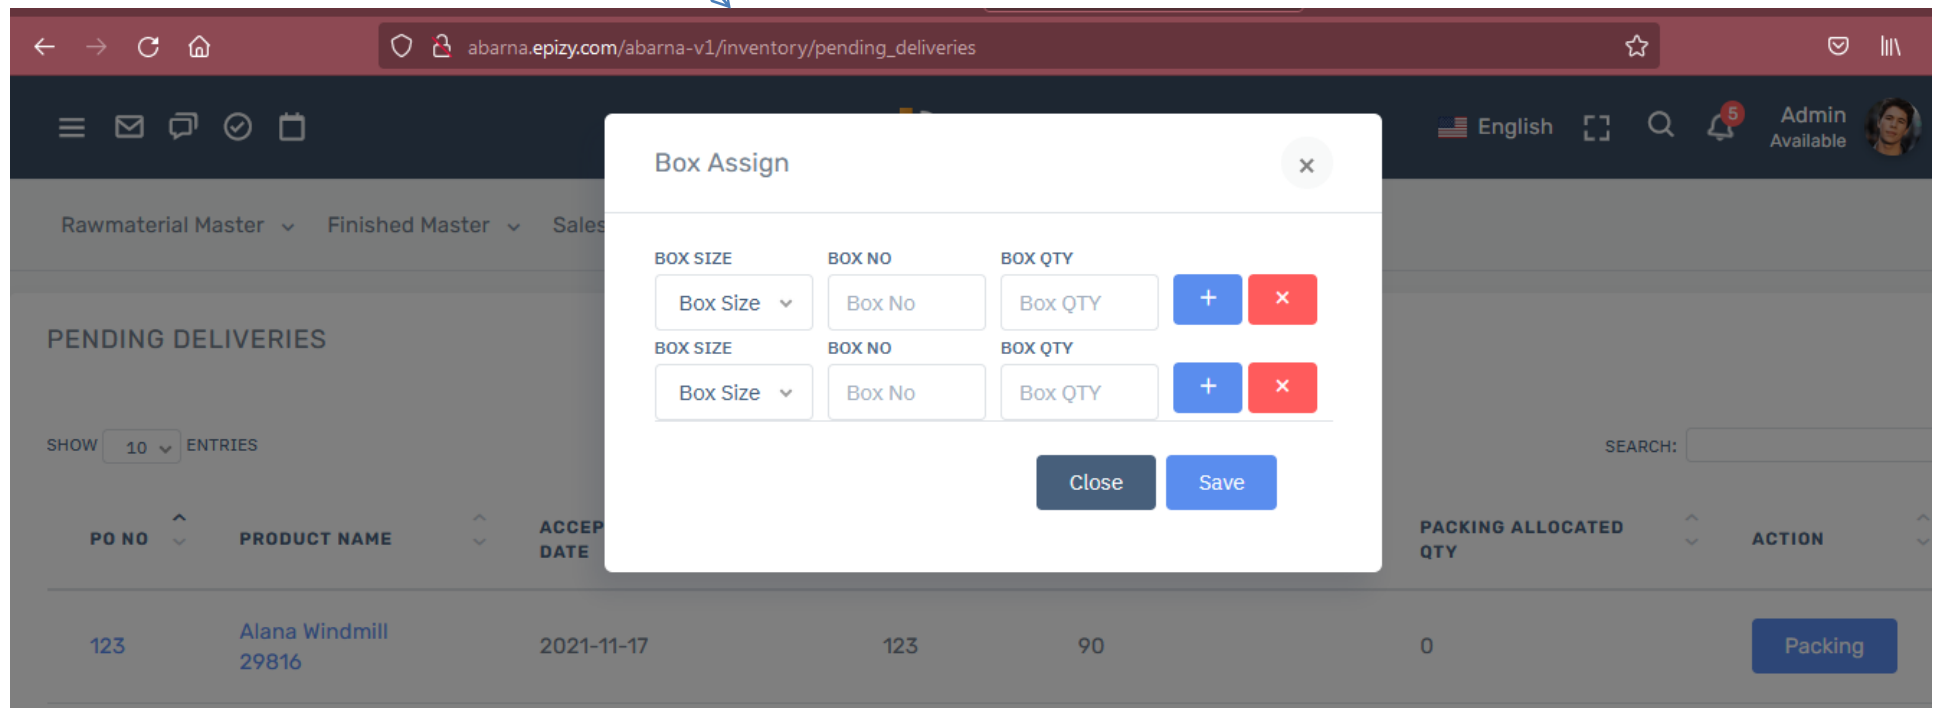 abarna.epizy.com/abarna-v1/inventory/pending_deliveries
English
5
Admin
Available
Box Assign
Rawmaterial Master
Finished Master
Sales
BOX SIZE BOX NO BOX QTY
Box Size Box No Box QTY + ×
BOX SIZE BOX NO BOX QTY
Box Size Box No Box QTY + ×
Close Save
PENDING DELIVERIES
SHOW 10 ENTRIES
SEARCH:
PO NO
PRODUCT NAME
ACCEP
DATE
PACKING ALLOCATED
QTY
ACTION
123
Alana Windmill
29816
2021-11-17
123
90
0
Packing